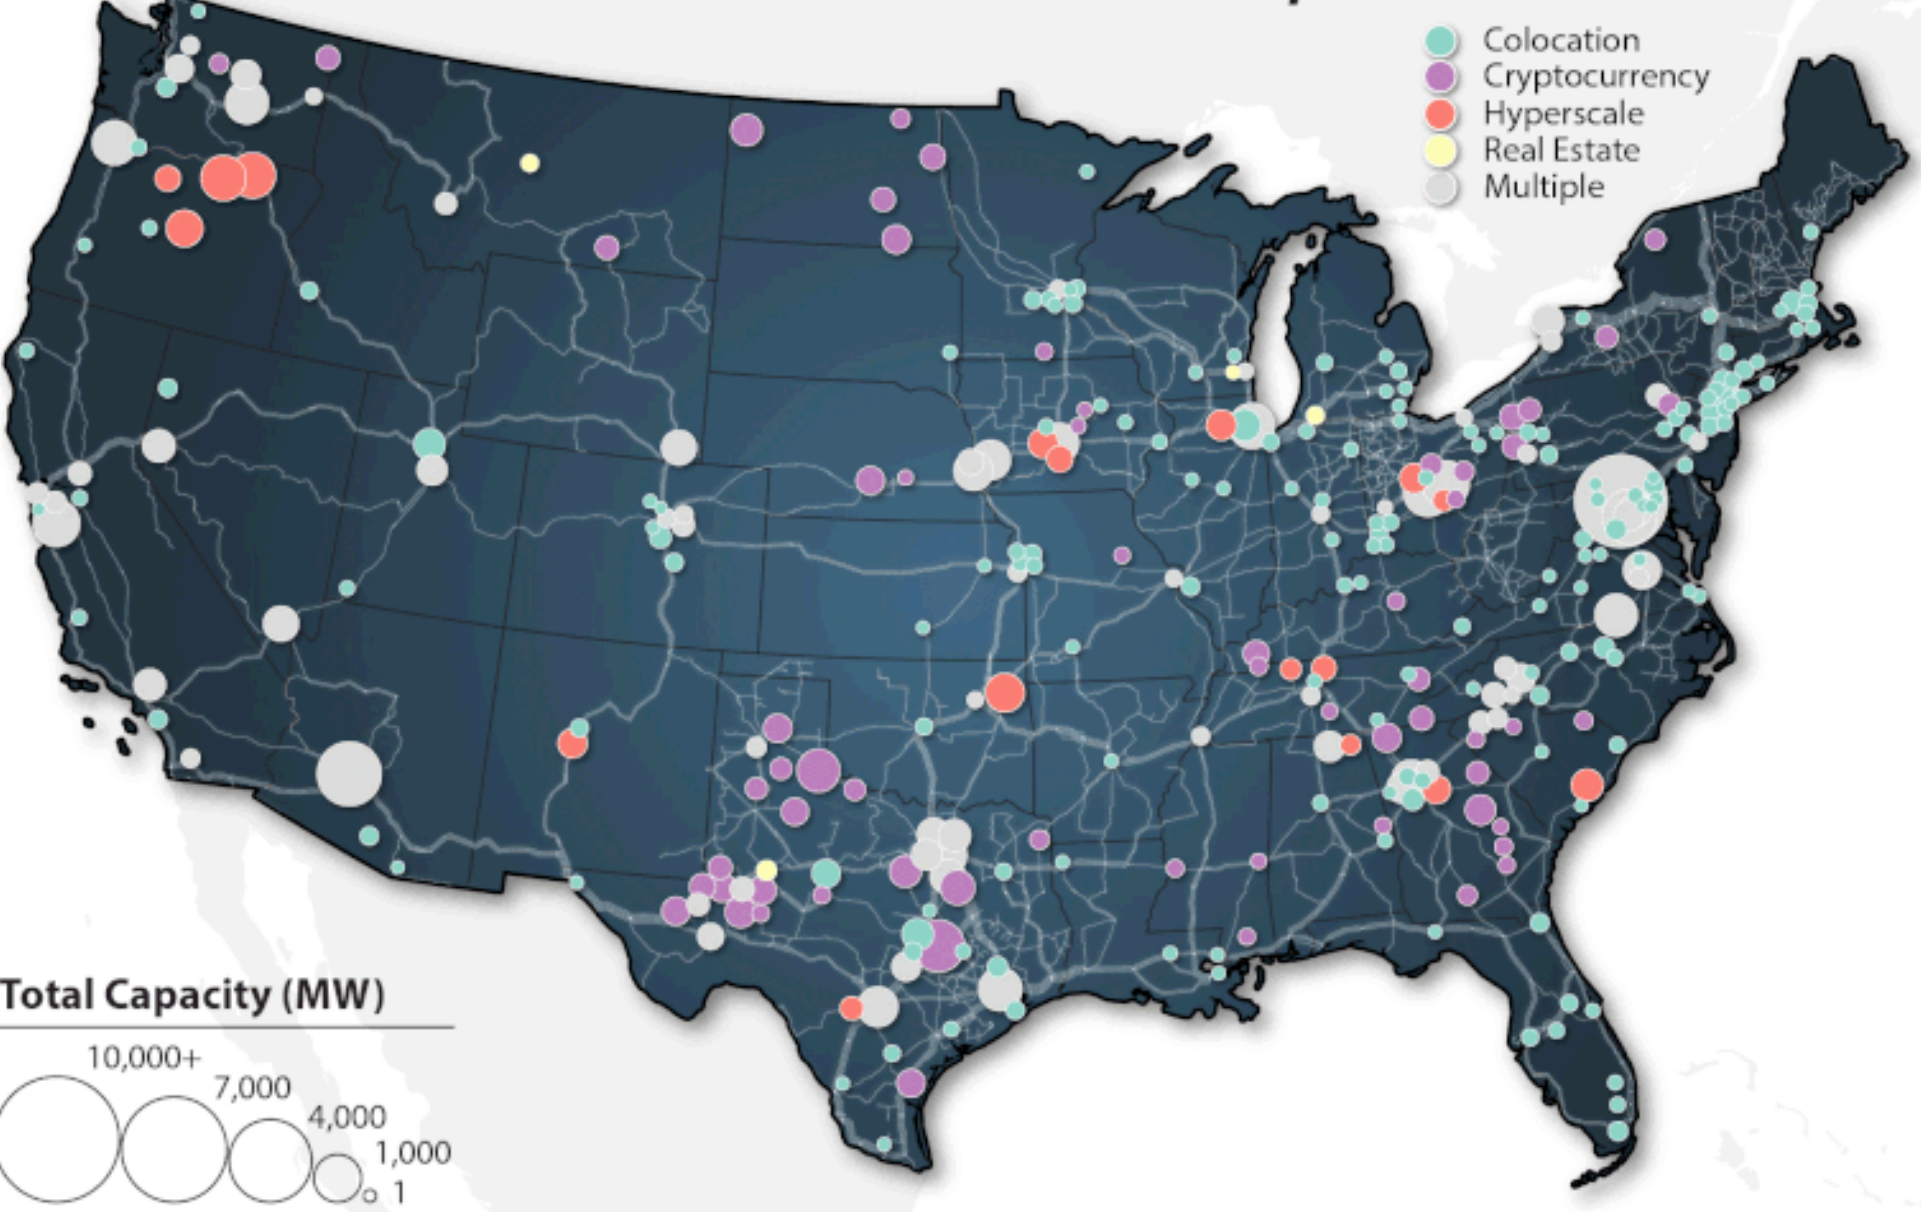 Colocation
Cryptocurrency
Hyperscale
Real Estate
Multiple
Total Capacity (MW)
10,000+
7,000
4,000
1,000
1